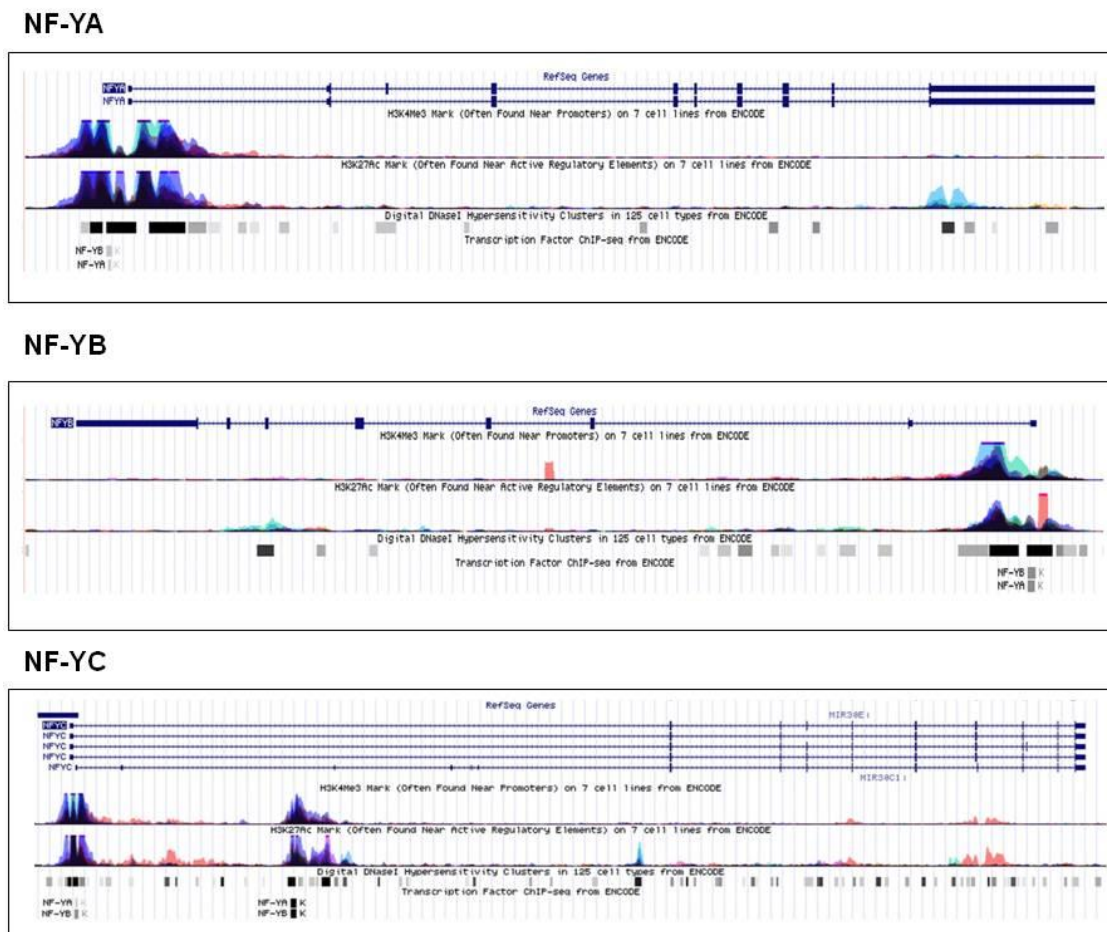 NF-YA
RefSeq Genes
NFYA
NFYA
H3K4Me3 Mark (Often Found Near Promoters) on 7 cell lines from ENCODE
H3K27Ac Mark (Often Found Near Active Regulatory Elements) on 7 cell lines from ENCODE
Digital DNaseI Hypersensitivity Clusters in 125 cell types from ENCODE
Transcription Factor ChIP-seq from ENCODE
NF-YB K
NF-YA K
NF-YB
RefSeq Genes
NFYB
H3K4Me3 Mark (Often Found Near Promoters) on 7 cell lines from ENCODE
H3K27Ac Mark (Often Found Near Active Regulatory Elements) on 7 cell lines from ENCODE
Digital DNaseI Hypersensitivity Clusters in 125 cell types from ENCODE
Transcription Factor ChIP-seq from ENCODE
NF-YB K
NF-YA K
NF-YC
RefSeq Genes
NFYC MIR30E
NFYC
NFYC
NFYC
NFYC
MIR30C1
H3K4Me3 Mark (Often Found Near Promoters) on 7 cell lines from ENCODE
H3K27Ac Mark (Often Found Near Active Regulatory Elements) on 7 cell lines from ENCODE
Digital DNaseI Hypersensitivity Clusters in 125 cell types from ENCODE
Transcription Factor ChIP-seq from ENCODE
NF-YA K NF-YA K
NF-YB K NF-YB K